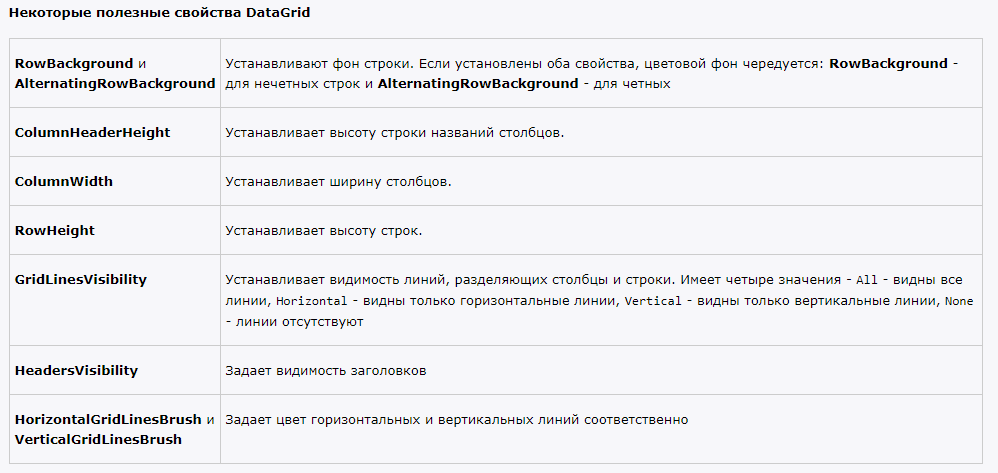 Некоторые полезные свойства DataGrid
RowBackground и
AlternatingRowBackground
Устанавливают фон строки. Если установлены оба свойства, цветовой фон чередуется: RowBackground -
для нечетных строк и AlternatingRowBackground - для четных
ColumnHeaderHeight
Устанавливает высоту строки названий столбцов.
ColumnWidth
Устанавливает ширину столбцов.
RowHeight
Устанавливает высоту строк.
GridLinesVisibility
Устанавливает видимость линий, разделяющих столбцы и строки. Имеет четыре значения - All - видны все
линии, Horizontal - видны только горизонтальные линии, Vertical - видны только вертикальные линии, None
- линии отсутствуют
HeadersVisibility
Задает видимость заголовков
HorizontalGridLinesBrush и
VerticalGridLinesBrush
Задает цвет горизонтальных и вертикальных линий соответственно